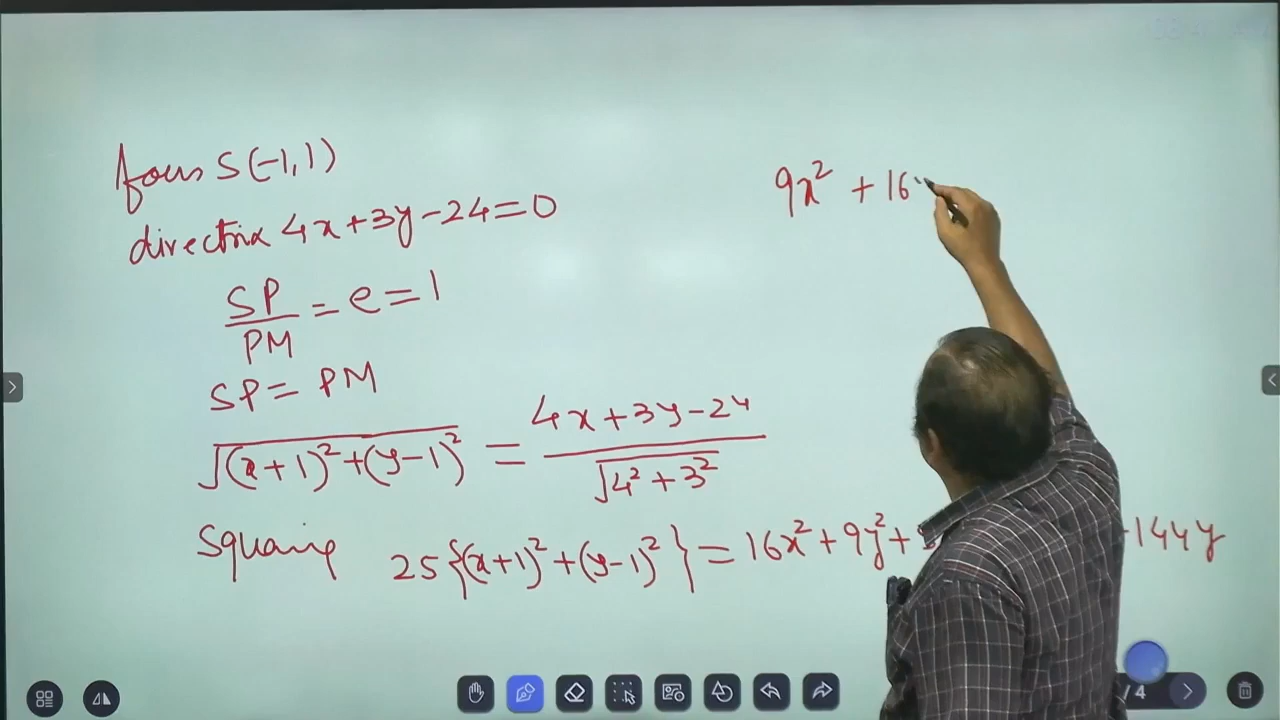 focus S(-1,1)
directrix 4x+3y-24=0
SP/PM = e = 1
SP = PM
√(x+1)²+(y-1)² = 4x+3y-24/√4²+3²
Squaring 25{(x+1)²+(y-1)²} = 16x²+9y²+ -144y
9x² + 16
/ 4